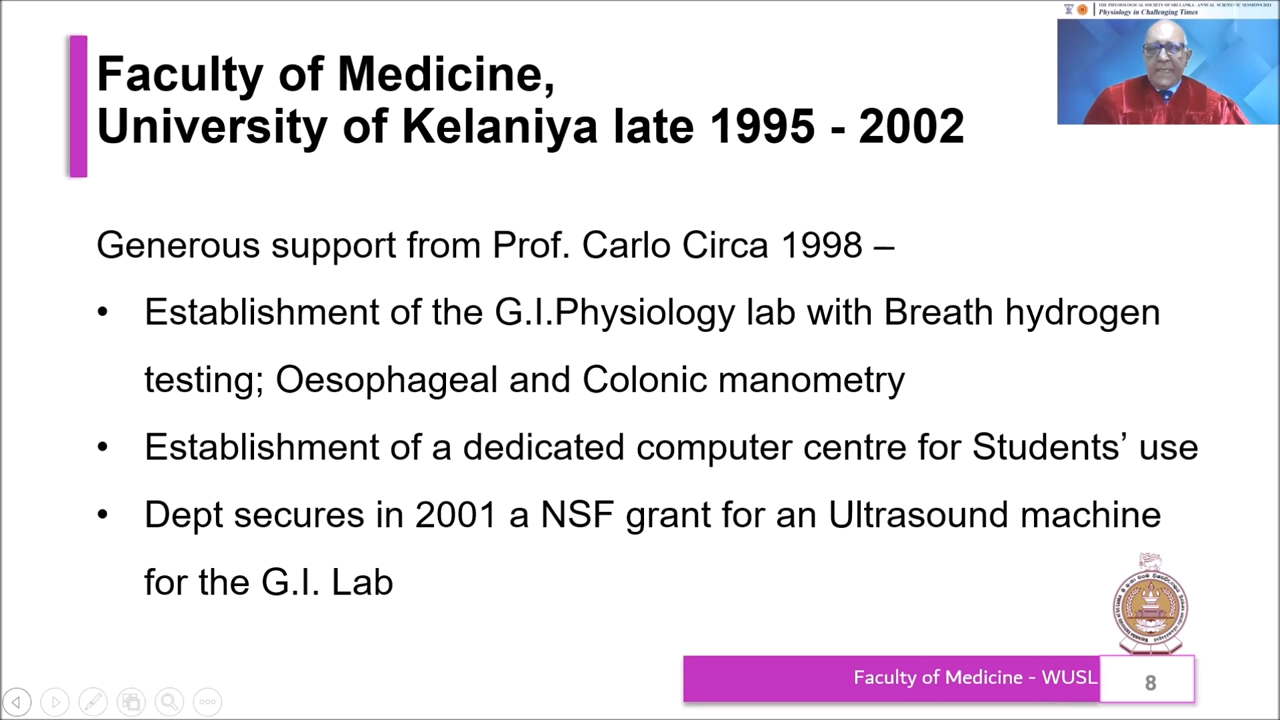 THE PHYSIOLOGICAL SOCIETY OF SRI LANKA - ANNUAL SCIENTIFIC SESSIONS 2021
Physiology in Challenging Times
Faculty of Medicine,
University of Kelaniya late 1995 - 2002
Generous support from Prof. Carlo Circa 1998 –
• Establishment of the G.I.Physiology lab with Breath hydrogen
testing; Oesophageal and Colonic manometry
• Establishment of a dedicated computer centre for Students’ use
• Dept secures in 2001 a NSF grant for an Ultrasound machine
for the G.I. Lab
Faculty of Medicine - WUSL
8